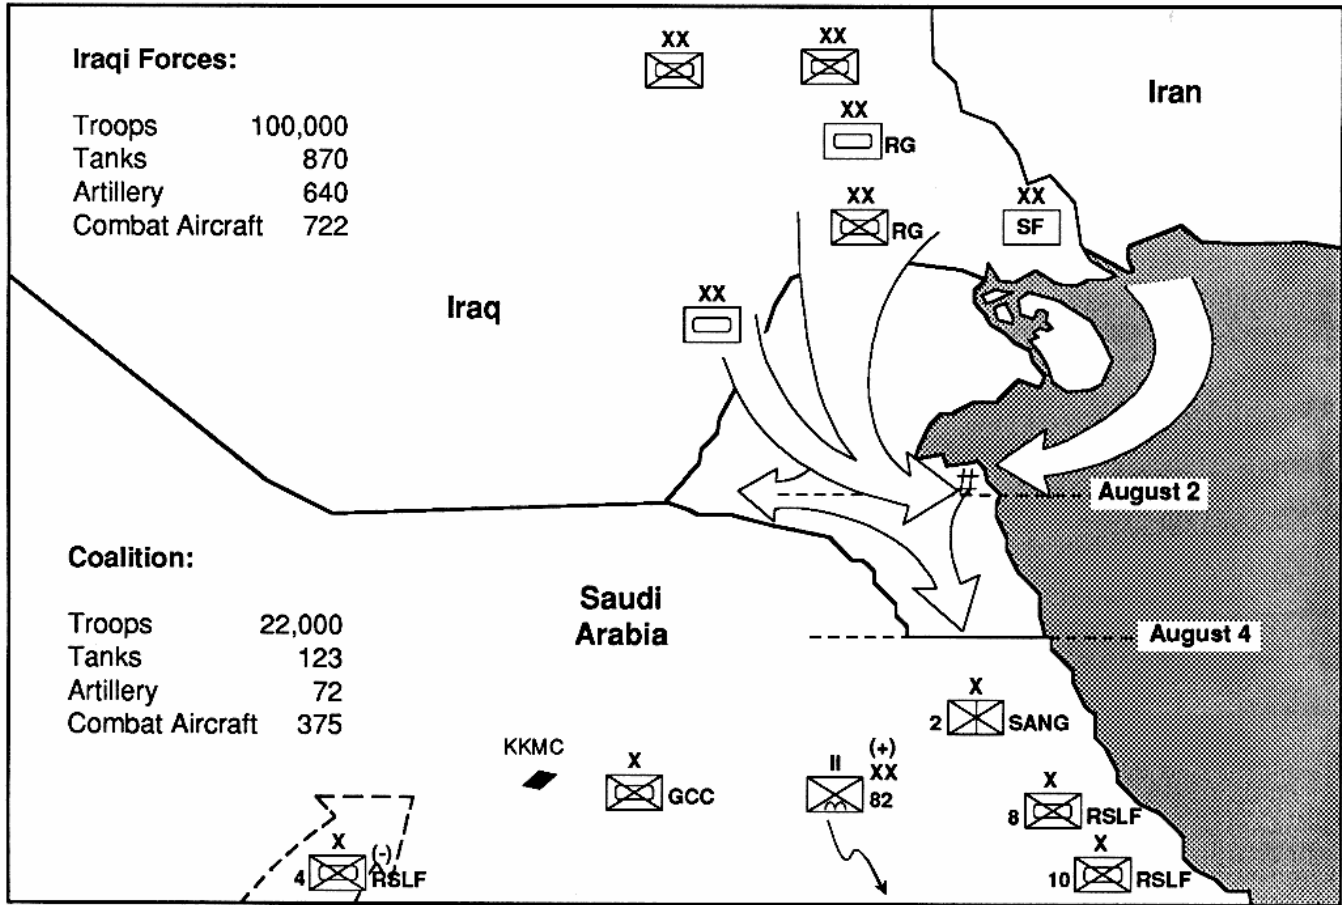 Iraqi Forces:
Troops 100,000
Tanks 870
Artillery 640
Combat Aircraft 722
XX
XX
XX
RG
XX
RG
XX
SF
XX
Iran
Iraq
August 2
August 4
Coalition:
Troops 22,000
Tanks 123
Artillery 72
Combat Aircraft 375
Saudi
Arabia
X
2 SANG
KKMC
X
GCC
II (+)
XX
82
X
8 RSLF
X
10 RSLF
X (-)
4 RSLF